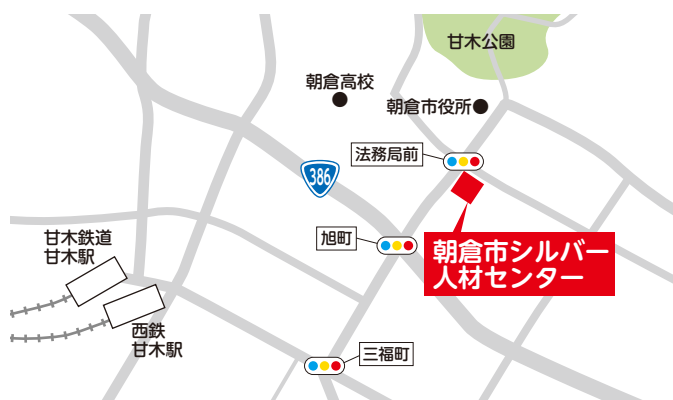 甘木公園
朝倉高校
朝倉市役所
法務局前
386
旭町
朝倉市シルバー
人材センター
甘木鉄道
甘木駅
西鉄
甘木駅
三福町